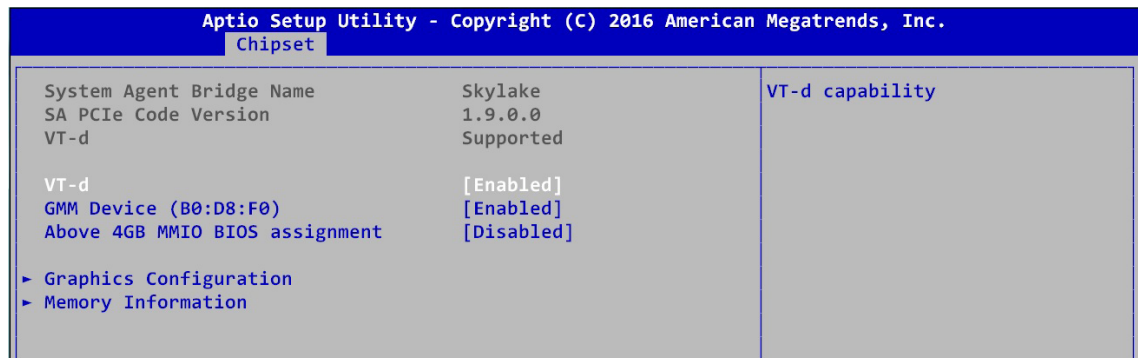 Aptio Setup Utility - Copyright (C) 2016 American Megatrends, Inc.
Chipset
System Agent Bridge Name Skylake VT-d capability
SA PCIe Code Version 1.9.0.0
VT-d Supported
VT-d [Enabled]
GMM Device (B0:D8:F0) [Enabled]
Above 4GB MMIO BIOS assignment [Disabled]
► Graphics Configuration
► Memory Information